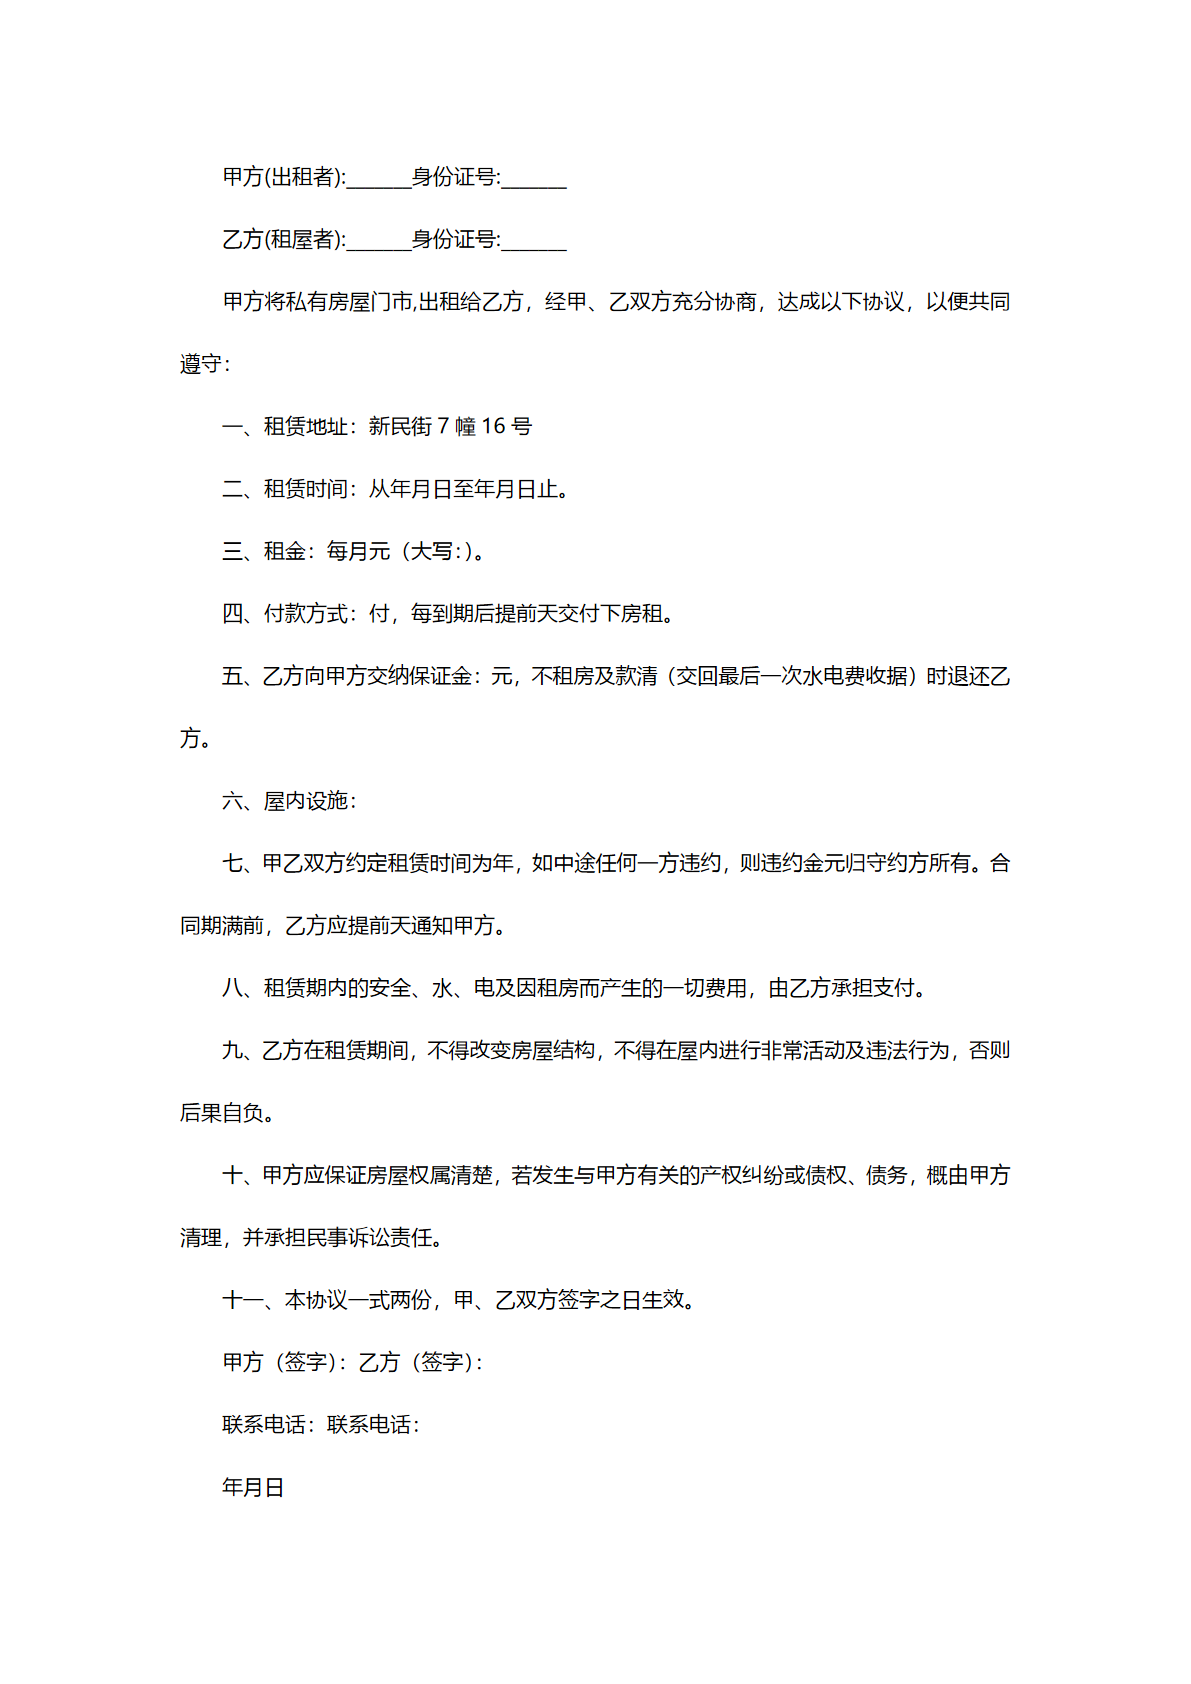 甲方(出租者):______身份证号:______
乙方(租屋者):______身份证号:______
甲方将私有房屋门市,出租给乙方，经甲、乙双方充分协商，达成以下协议，以便共同
遵守：
一、租赁地址：新民街 7 幢 16 号
二、租赁时间：从年月日至年月日止。
三、租金：每月元（大写：）。
四、付款方式：付，每到期后提前天交付下房租。
五、乙方向甲方交纳保证金：元，不租房及款清（交回最后一次水电费收据）时退还乙
方。
六、屋内设施：
七、甲乙双方约定租赁时间为年，如中途任何一方违约，则违约金元归守约方所有。合
同期满前，乙方应提前天通知甲方。
八、租赁期内的安全、水、电及因租房而产生的一切费用，由乙方承担支付。
九、乙方在租赁期间，不得改变房屋结构，不得在屋内进行非常活动及违法行为，否则
后果自负。
十、甲方应保证房屋权属清楚，若发生与甲方有关的产权纠纷或债权、债务，概由甲方
清理，并承担民事诉讼责任。
十一、本协议一式两份，甲、乙双方签字之日生效。
甲方（签字）：乙方（签字）：
联系电话：联系电话：
年月日